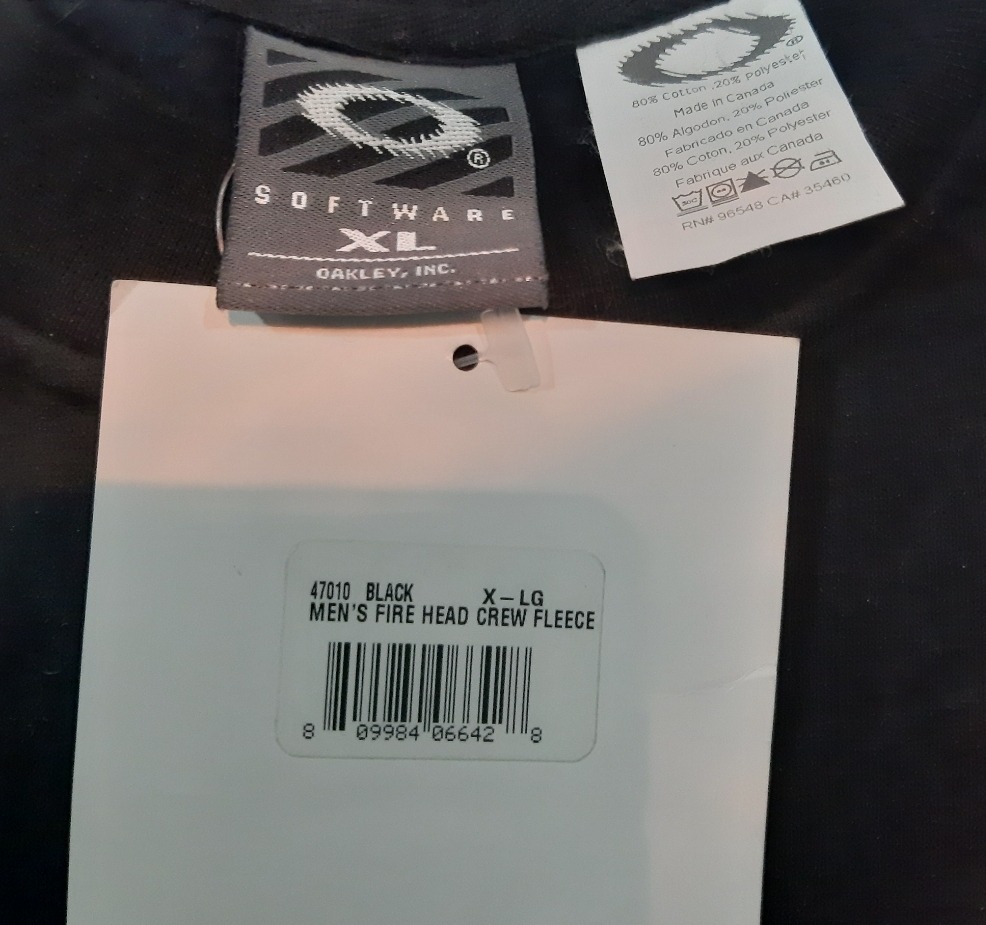 ®
SOFTWARE
XL
OAKLEY, INC.
®
80% Cotton, 20% Polyester
Made in Canada
80% Algodon, 20% Poliester
Fabricado en Canada
80% Coton, 20% Polyester
Fabrique aux Canada
RN# 96548 CA# 35460
47010 BLACK X-LG
MEN'S FIRE HEAD CREW FLEECE
8 09984 06642 8